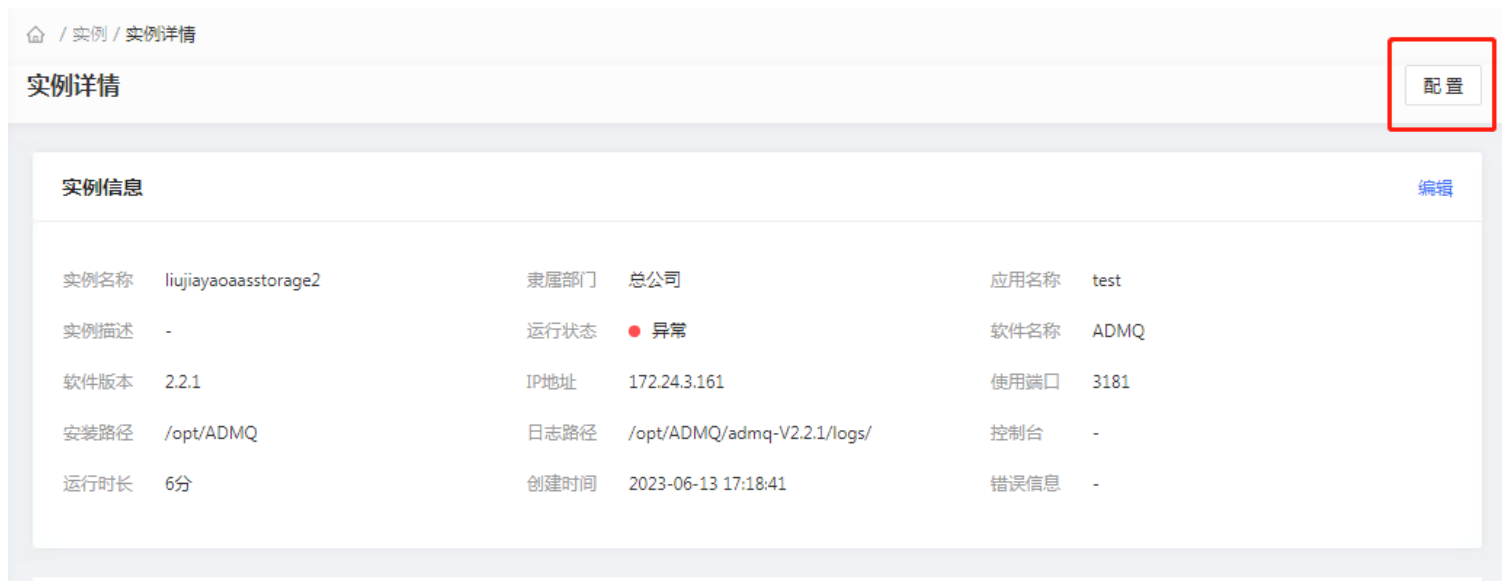 / 实例 / 实例详情
实例详情 配 置
实例信息 编辑
实例名称 liujiayaoaasstorage2 隶属部门 总公司 应用名称 test
实例描述 - 运行状态 异常 软件名称 ADMQ
软件版本 2.2.1 IP地址 172.24.3.161 使用端口 3181
安装路径 /opt/ADMQ 日志路径 /opt/ADMQ/admq-V2.2.1/logs/ 控制台 -
运行时长 6分 创建时间 2023-06-13 17:18:41 错误信息 -